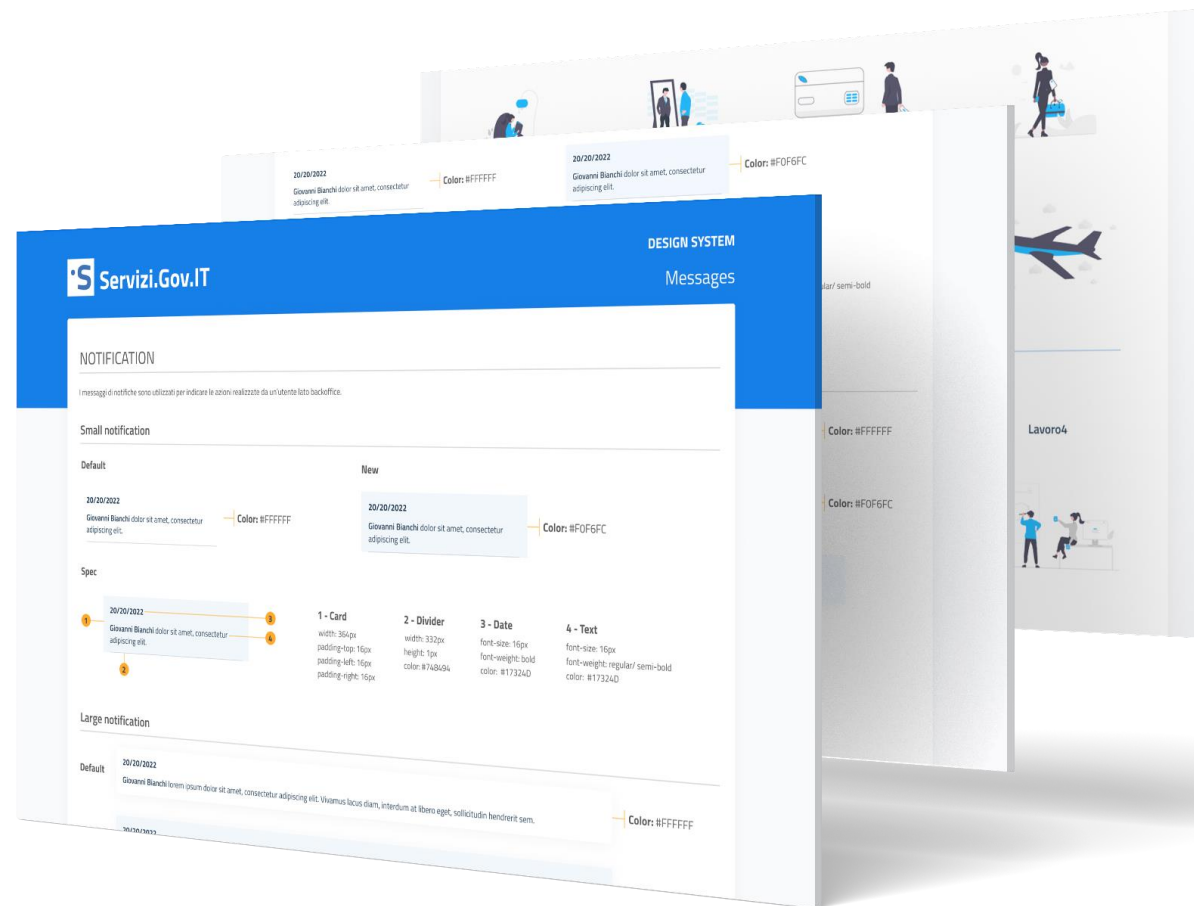 20/20/2022
Giovanni Bianchi dolor sit amet, consectetur
adipiscing elit.
Color: #FFFFFF
20/20/2022
Giovanni Bianchi dolor sit amet, consectetur
adipiscing elit.
Color: #F0F6FC
DESIGN SYSTEM
Servizi.Gov.IT
Messages
NOTIFICATION
I messaggi di notifiche sono utilizzati per indicare le azioni realizzate da un'utente lato backoffice.
Small notification
Default
New
20/20/2022
Giovanni Bianchi dolor sit amet, consectetur
adipiscing elit.
Color: #FFFFFF
20/20/2022
Giovanni Bianchi dolor sit amet, consectetur
adipiscing elit.
Color: #F0F6FC
Spec
1
20/20/2022
Giovanni Bianchi dolor sit amet, consectetur
adipiscing elit.
3
4
2
1 - Card
width: 364px
padding-top: 16px
padding-left: 16px
padding-right: 16px
2 - Divider
width: 332px
height: 1px
color: #748494
3 - Date
font-size: 16px
font-weight: bold
color: #17324D
4 - Text
font-size: 16px
font-weight: regular/ semi-bold
color: #17324D
Large notification
Default
20/20/2022
Giovanni Bianchi lorem ipsum dolor sit amet, consectetur adipiscing elit. Vivamus lacus diam, interdum at libero eget, sollicitudin hendrerit sem.
Color: #FFFFFF
20/20/2022
semi-bold
Color: #FFFFFF
Color: #F0F6FC
Lavoro4